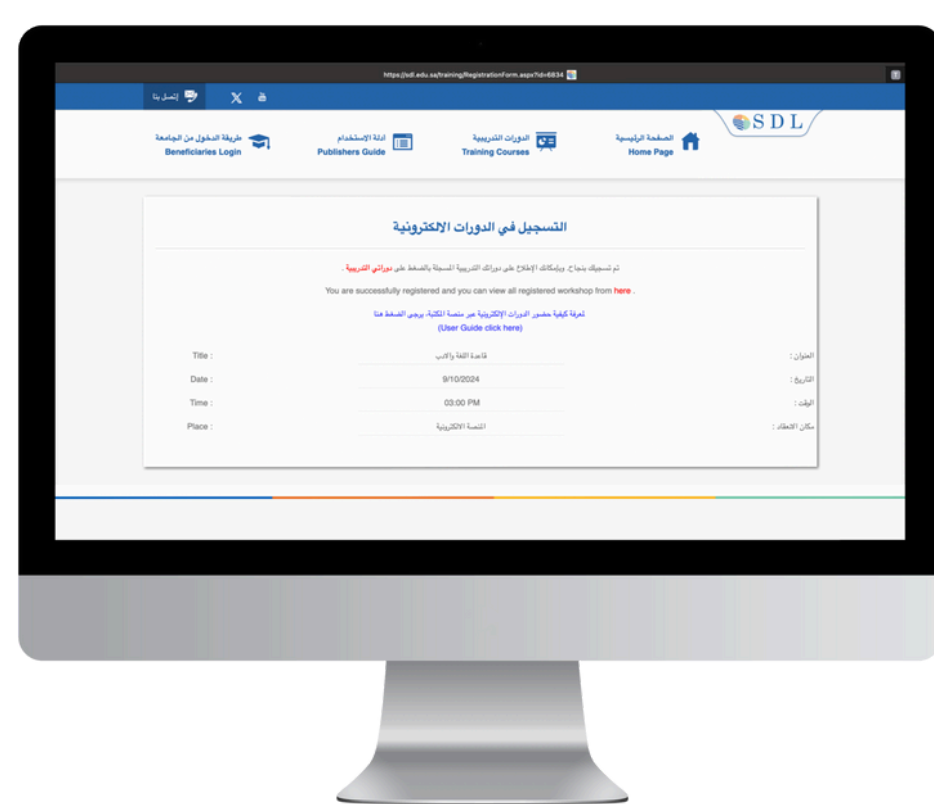 https://sdl.edu.sa/training/RegistrationForm.aspx?id=6834
إتصل بنا
SDL
الصفحة الرئيسية
Home Page
الدورات التدريبية
Training Courses
ادلة الاستخدام
Publishers Guide
طريقة الدخول من الجامعة
Beneficiaries Login
التسجيل في الدورات الالكترونية
تم تسجيلك بنجاح. وبإمكانك الإطلاع على دوراتك التدريبية المسجلة بالضغط على دوراتي التدريبية .
You are successfully registered and you can view all registered workshop from here .
لمعرفة كيفية حضور الدورات الإلكترونية عبر منصة المكتبة، يرجى الضغط هنا
(User Guide click here)
العنوان : قاعدة اللغة والادب Title :
التاريخ : 9/10/2024 Date :
الوقت : 03:00 PM Time :
مكان الانعقاد : المنصة الالكترونية Place :